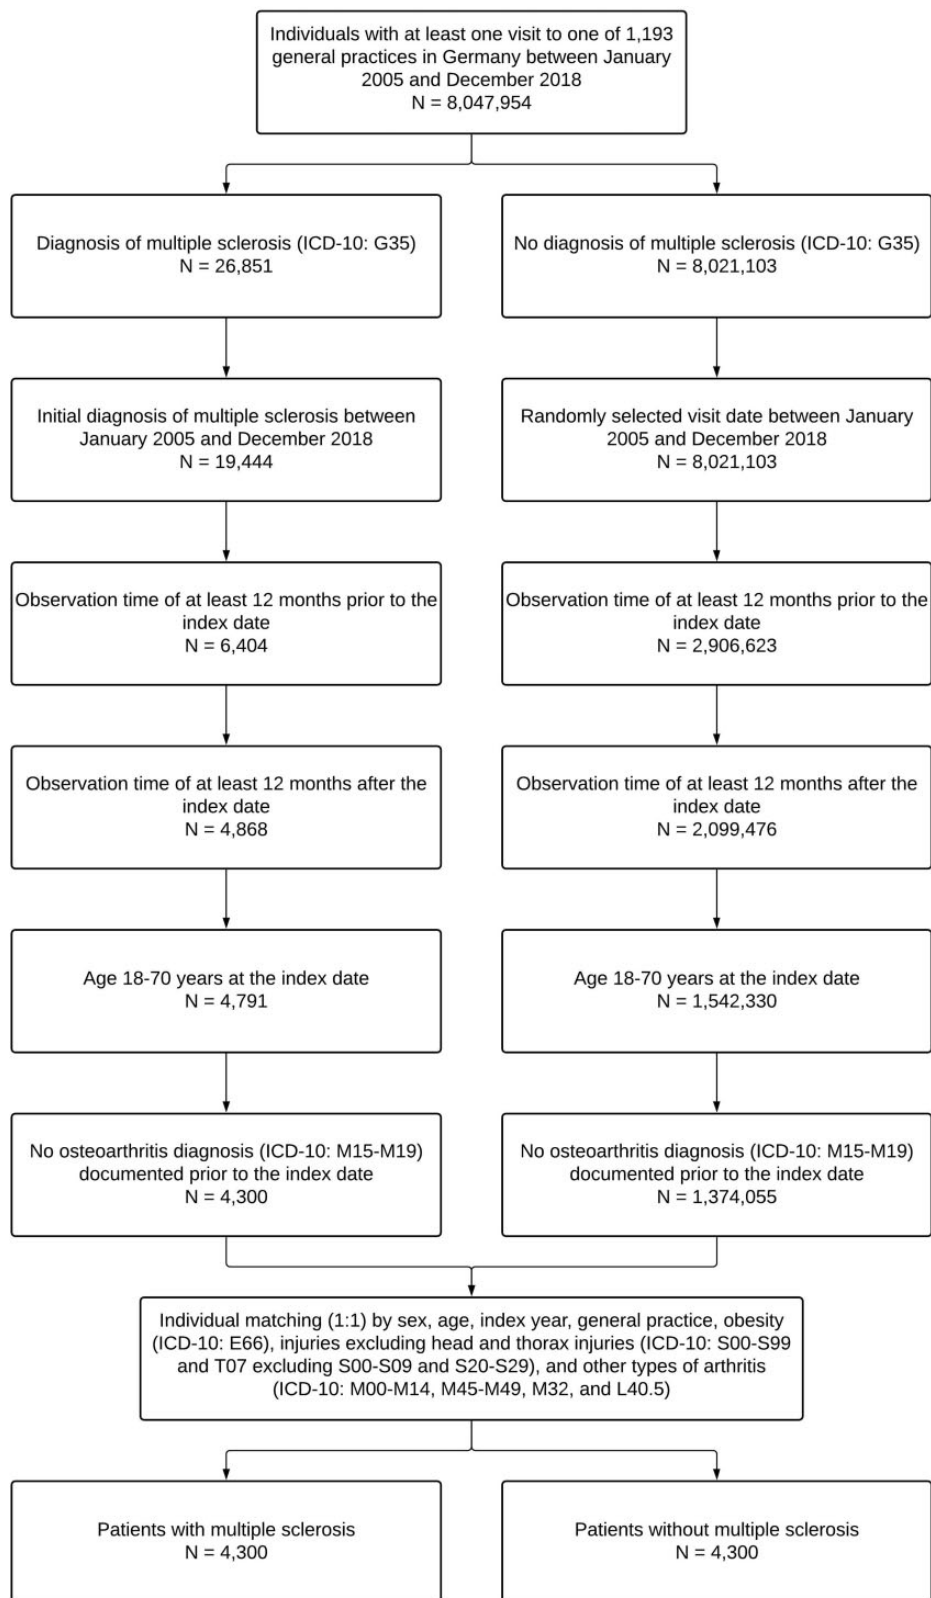 Individuals with at least one visit to one of 1,193
general practices in Germany between January
2005 and December 2018
N = 8,047,954
Diagnosis of multiple sclerosis (ICD-10: G35)
N = 26,851
No diagnosis of multiple sclerosis (ICD-10: G35)
N = 8,021,103
Initial diagnosis of multiple sclerosis between
January 2005 and December 2018
N = 19,444
Randomly selected visit date between January
2005 and December 2018
N = 8,021,103
Observation time of at least 12 months prior to the
index date
N = 6,404
Observation time of at least 12 months prior to the
index date
N = 2,906,623
Observation time of at least 12 months after the
index date
N = 4,868
Observation time of at least 12 months after the
index date
N = 2,099,476
Age 18-70 years at the index date
N = 4,791
Age 18-70 years at the index date
N = 1,542,330
No osteoarthritis diagnosis (ICD-10: M15-M19)
documented prior to the index date
N = 4,300
No osteoarthritis diagnosis (ICD-10: M15-M19)
documented prior to the index date
N = 1,374,055
Individual matching (1:1) by sex, age, index year, general practice, obesity
(ICD-10: E66), injuries excluding head and thorax injuries (ICD-10: S00-S99
and T07 excluding S00-S09 and S20-S29), and other types of arthritis
(ICD-10: M00-M14, M45-M49, M32, and L40.5)
Patients with multiple sclerosis
N = 4,300
Patients without multiple sclerosis
N = 4,300